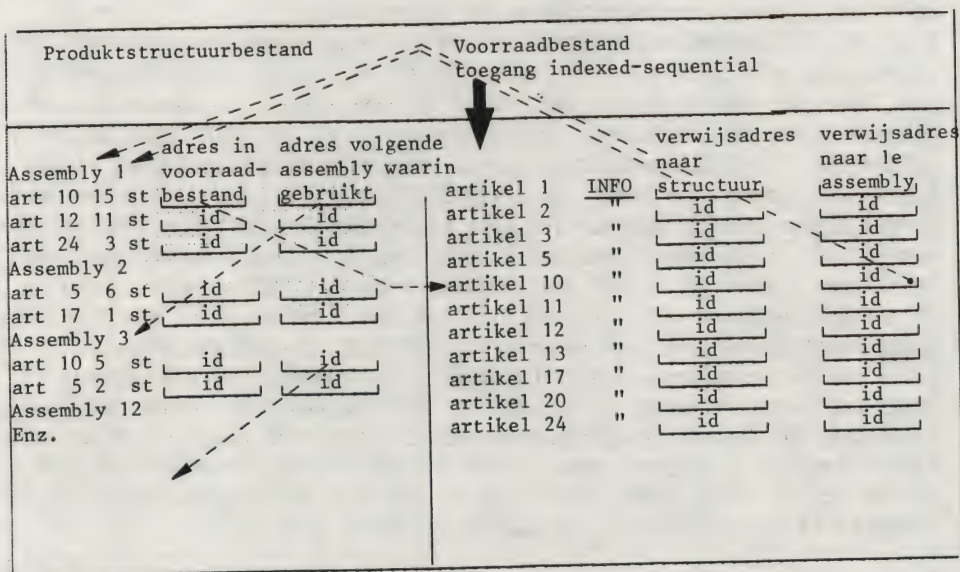 Produktstructuurbestand
Voorraadbestand
toegang indexed-sequential
adres in adres volgende
Assembly 1 voorraad- assembly waarin
art 10 15 st bestand gebruikt
art 12 11 st id id
art 24 3 st id id
Assembly 2
art 5 6 st id id
art 17 1 st id id
Assembly 3
art 10 5 st id id
art 5 2 st id id
Assembly 12
Enz.
verwijsadres verwijsadres
naar naar 1e
artikel 1 INFO structuur assembly
artikel 2 " id id
artikel 3 " id id
artikel 5 " id id
artikel 10 " id id
artikel 11 " id id
artikel 12 " id id
artikel 13 " id id
artikel 17 " id id
artikel 20 " id id
artikel 24 " id id